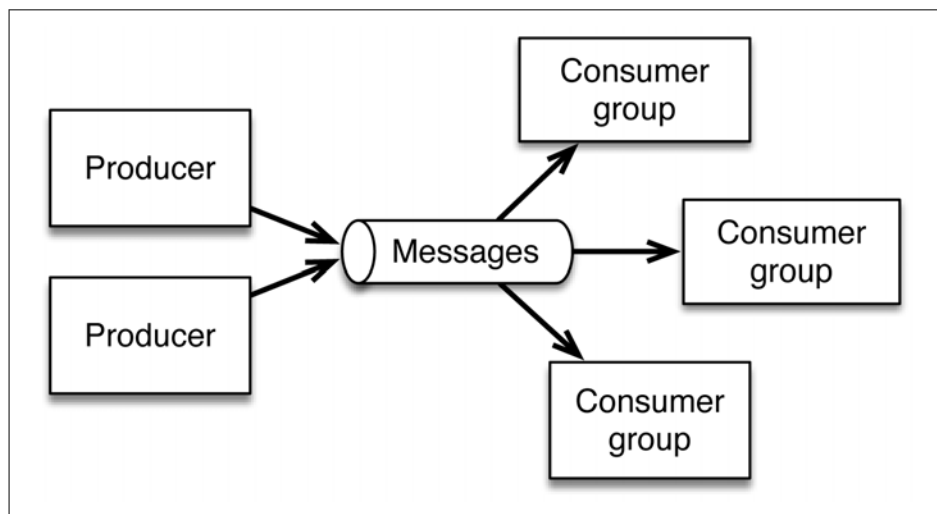 Producer
Producer
Messages
Consumer
group
Consumer
group
Consumer
group